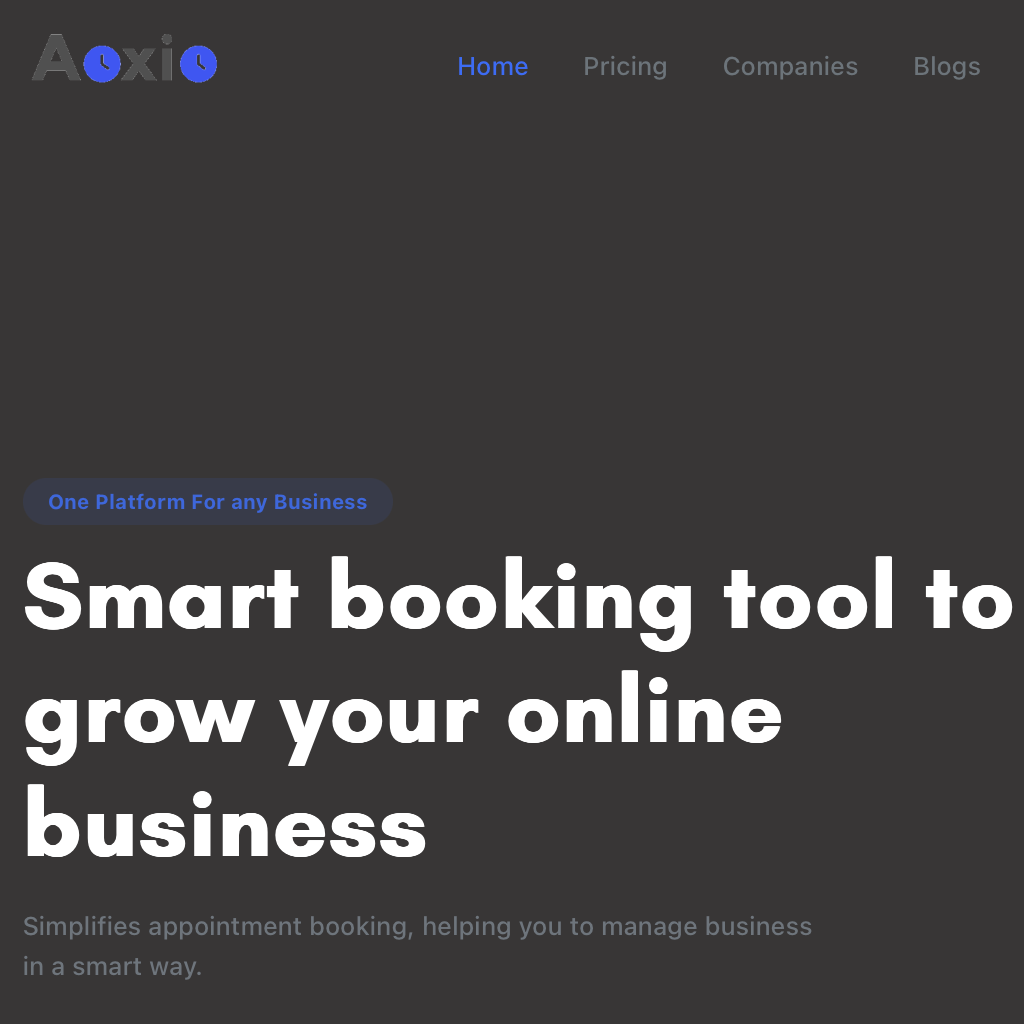 Aoxio
Home Pricing Companies Blogs
One Platform For any Business
Smart booking tool to
grow your online
business
Simplifies appointment booking, helping you to manage business
in a smart way.